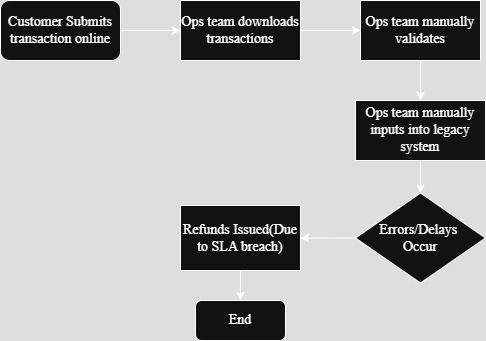 Customer Submits
transaction online
Ops team downloads
transactions
Ops team manually
validates
Ops team manually
inputs into legacy
system
Errors/Delays
Occur
Refunds Issued(Due
to SLA breach)
End